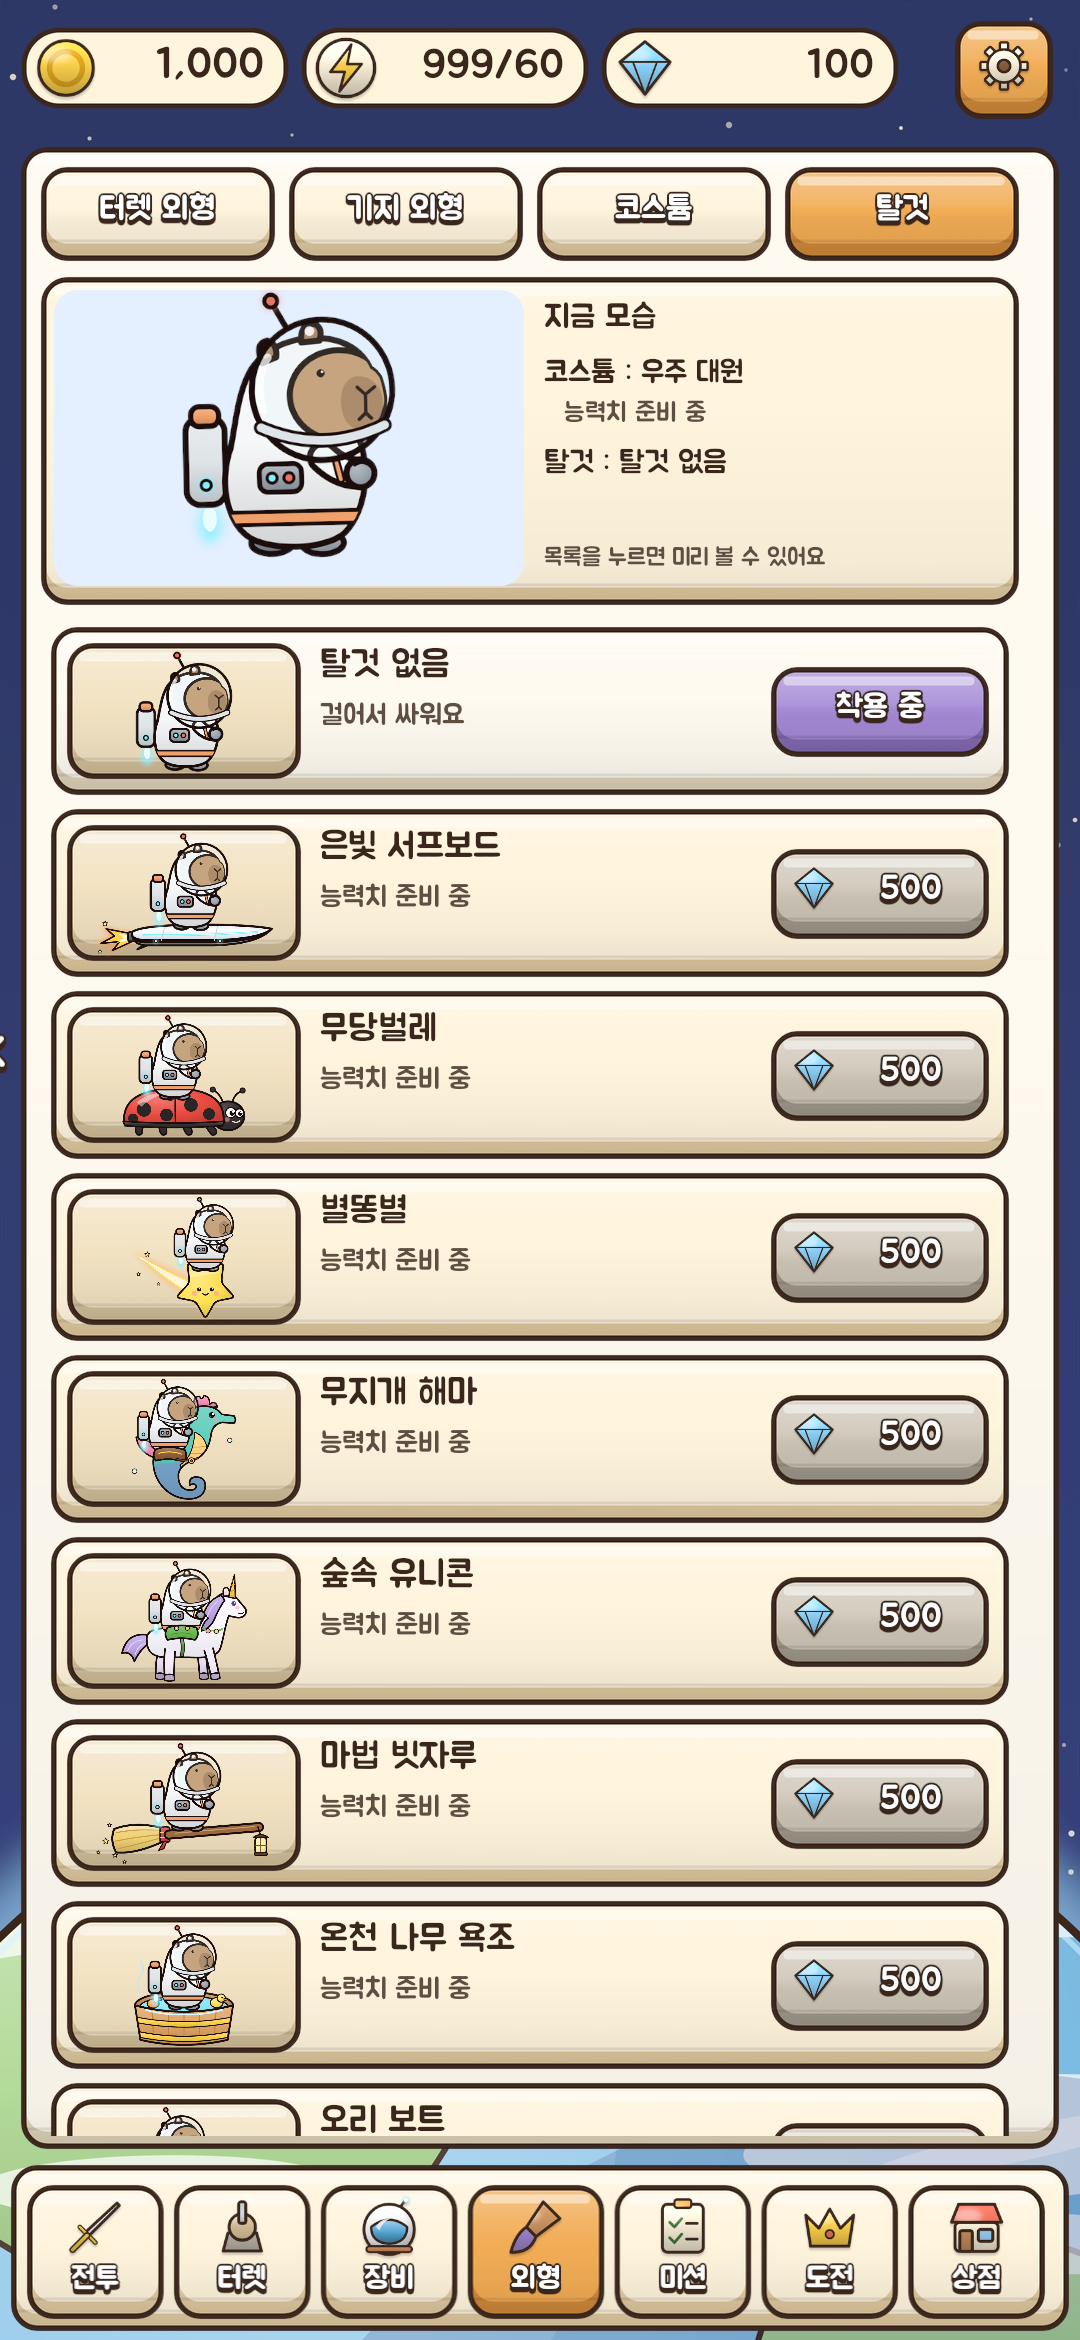 1,000
999/60
100
터렛 외형
기지 외형
코스튬
탈것
지금 모습
코스튬 : 우주 대원
능력치 준비 중
탈것 : 탈것 없음
목록을 누르면 미리 볼 수 있어요
탈것 없음
걸어서 싸워요
착용 중
은빛 서프보드
능력치 준비 중
500
무당벌레
능력치 준비 중
500
별똥별
능력치 준비 중
500
무지개 해마
능력치 준비 중
500
숲속 유니콘
능력치 준비 중
500
마법 빗자루
능력치 준비 중
500
온천 나무 욕조
능력치 준비 중
500
오리 보트
전투
터렛
장비
외형
미션
도전
상점